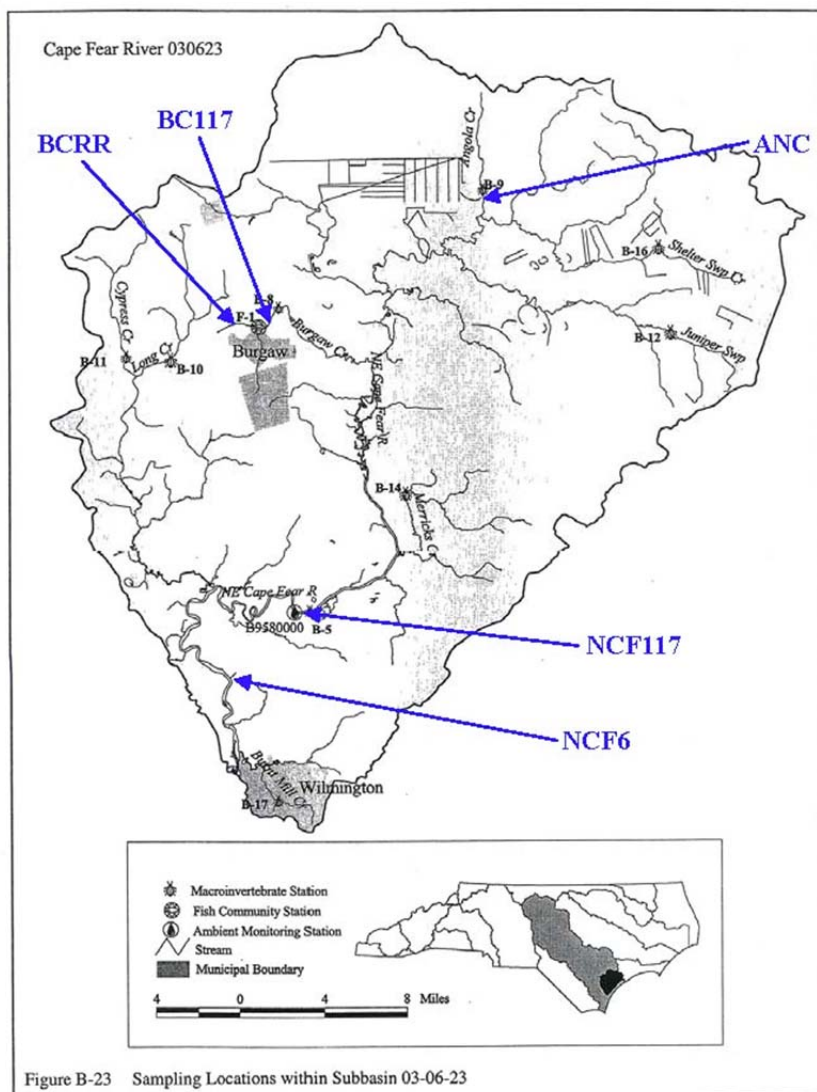 Cape Fear River 030623
BC117
BCRR
ANC
Angola Cr
B-9
B-16
Shelter Swp Cr
Cypress Cr
B-8
F-1
Burgaw Cr
Juniper Swp
B-12
B-11
Long Cr
B-10
Burgaw
NE Cape Fear R
B-14
Merricks Cr
NE Cape Fear R
B9580000
B-5
NCF117
NCF6
Burnt Mill Cr
Wilmington
B-17
Macroinvertebrate Station
Fish Community Station
Ambient Monitoring Station
Stream
Municipal Boundary
4 0 4 8 Miles
Figure B-23 Sampling Locations within Subbasin 03-06-23